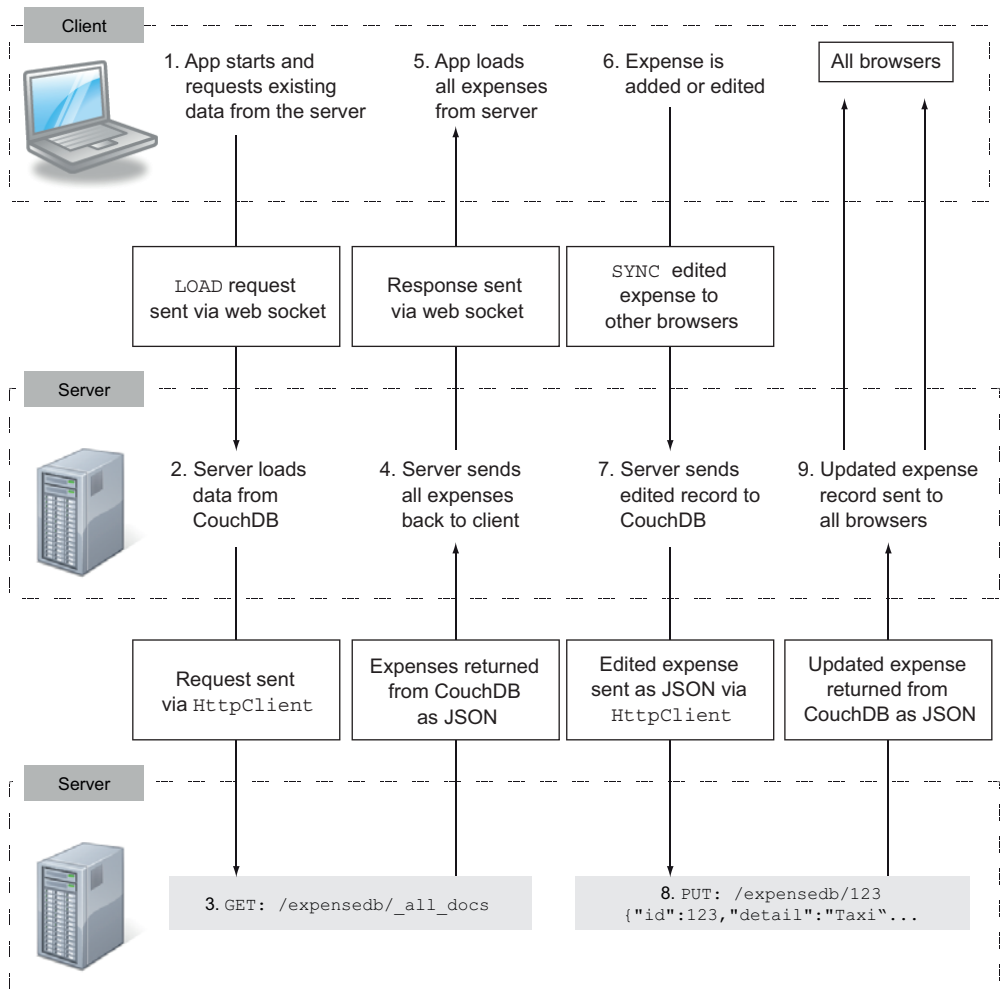 Client
1. App starts and
requests existing
data from the server
5. App loads
all expenses
from server
6. Expense is
added or edited
All browsers
LOAD request
sent via web socket
Response sent
via web socket
SYNC edited
expense to
other browsers
Server
2. Server loads
data from
CouchDB
4. Server sends
all expenses
back to client
7. Server sends
edited record to
CouchDB
9. Updated expense
record sent to
all browsers
Request sent
via HttpClient
Expenses returned
from CouchDB
as JSON
Edited expense
sent as JSON via
HttpClient
Updated expense
returned from
CouchDB as JSON
Server
3. GET: /expensedb/_all_docs
8. PUT: /expensedb/123
{"id":123,"detail":"Taxi“...